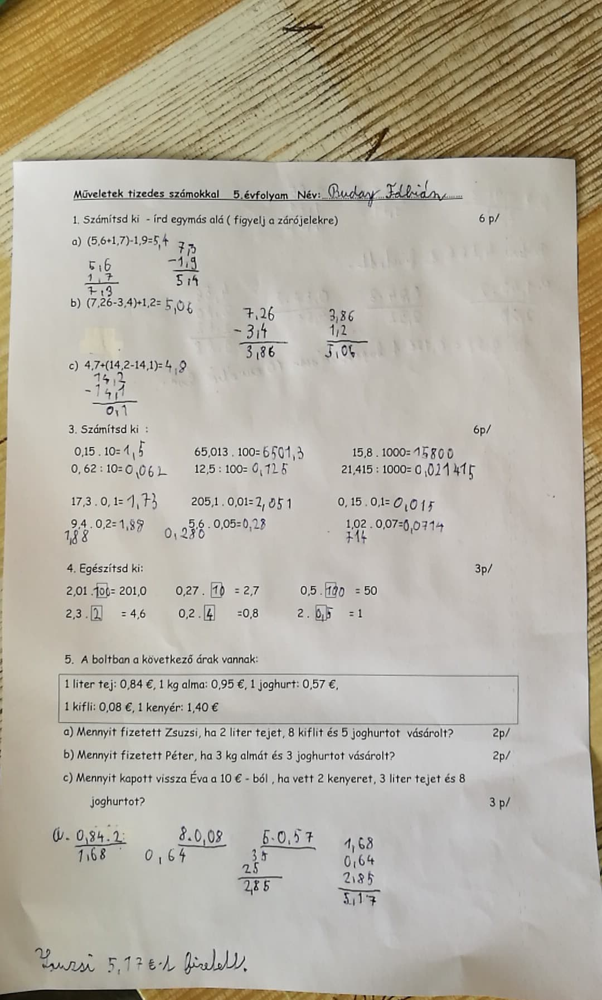 Műveletek tizedes számokkal 5.évfolyam Név: Buday Fábián
1. Számítsd ki - írd egymás alá ( figyelj a zárójelekre) 6 p/
a) (5,6+1,7)-1,9=5,4
5,6 7,3
1,7 -1,9
7,3 5,4
b) (7,26-3,4)+1,2= 5,06
7,26 3,86
- 3,4 1,2
3,86 5,06
c) 4,7+(14,2-14,1)=4,8
14,2
-14,1
0,1
3. Számítsd ki : 6p/
0,15 . 10=1,5 65,013 . 100=6501,3 15,8 . 1000=15800
0, 62 : 10=0,062 12,5 : 100= 0,125 21,415 : 1000= 0,021415
17,3 . 0, 1= 1,73 205,1 . 0,01=2,051 0, 15 . 0,1= 0,015
9,4 . 0,2=1,88 5,6 . 0,05=0,28 1,02 . 0,07=0,0714
1,88 0,280 714
4. Egészítsd ki: 3p/
2,01 .100= 201,0 0,27 . 10 = 2,7 0,5 .100 = 50
2,3 . 2 = 4,6 0,2 . 4 =0,8 2 . 0,5 = 1
5. A boltban a következő árak vannak:
1 liter tej: 0,84 €, 1 kg alma: 0,95 €, 1 joghurt: 0,57 €,
1 kifli: 0,08 €, 1 kenyér: 1,40 €
a) Mennyit fizetett Zsuzsi, ha 2 liter tejet, 8 kiflit és 5 joghurtot vásárolt? 2p/
b) Mennyit fizetett Péter, ha 3 kg almát és 3 joghurtot vásárolt? 2p/
c) Mennyit kapott vissza Éva a 10 € - ból , ha vett 2 kenyeret, 3 liter tejet és 8
joghurtot? 3 p/
a. 0,84.2= 8.0,08 5.0,57 1,68
1,68 0,64 35 0,64
25 2,85
2,85 5,17
Zsuzsi 5,17 €-t fizetett.